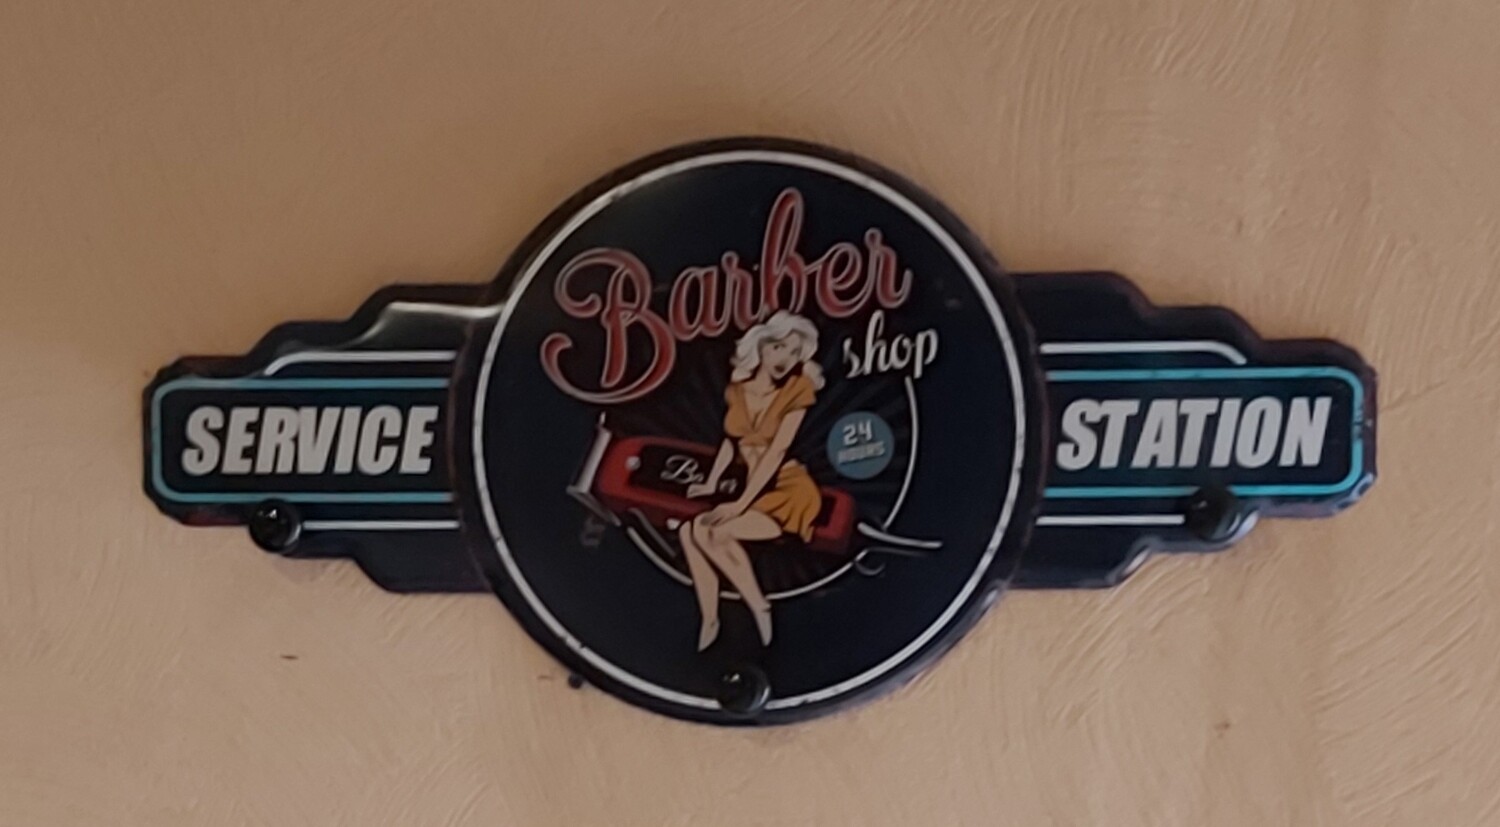 Barber
shop
SERVICE
STATION
24
HOURS